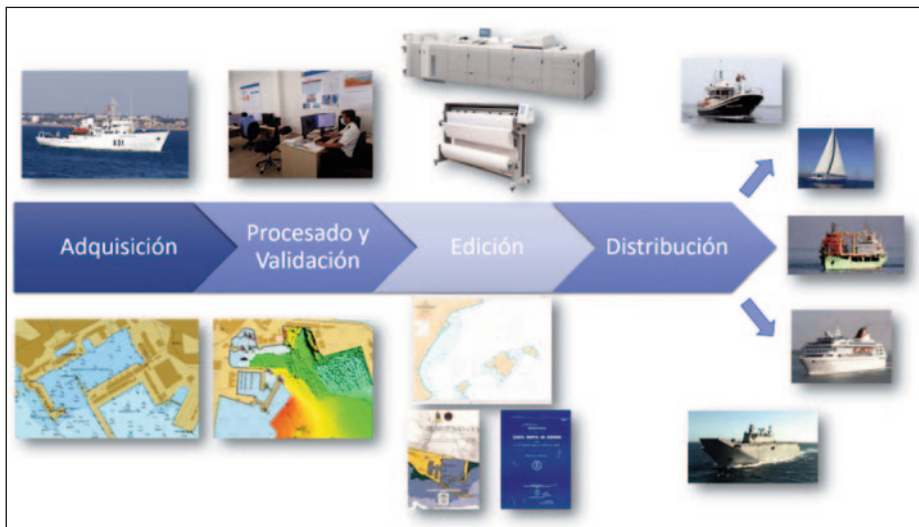 Adquisición
Procesado y
Validación
Edición
Distribución